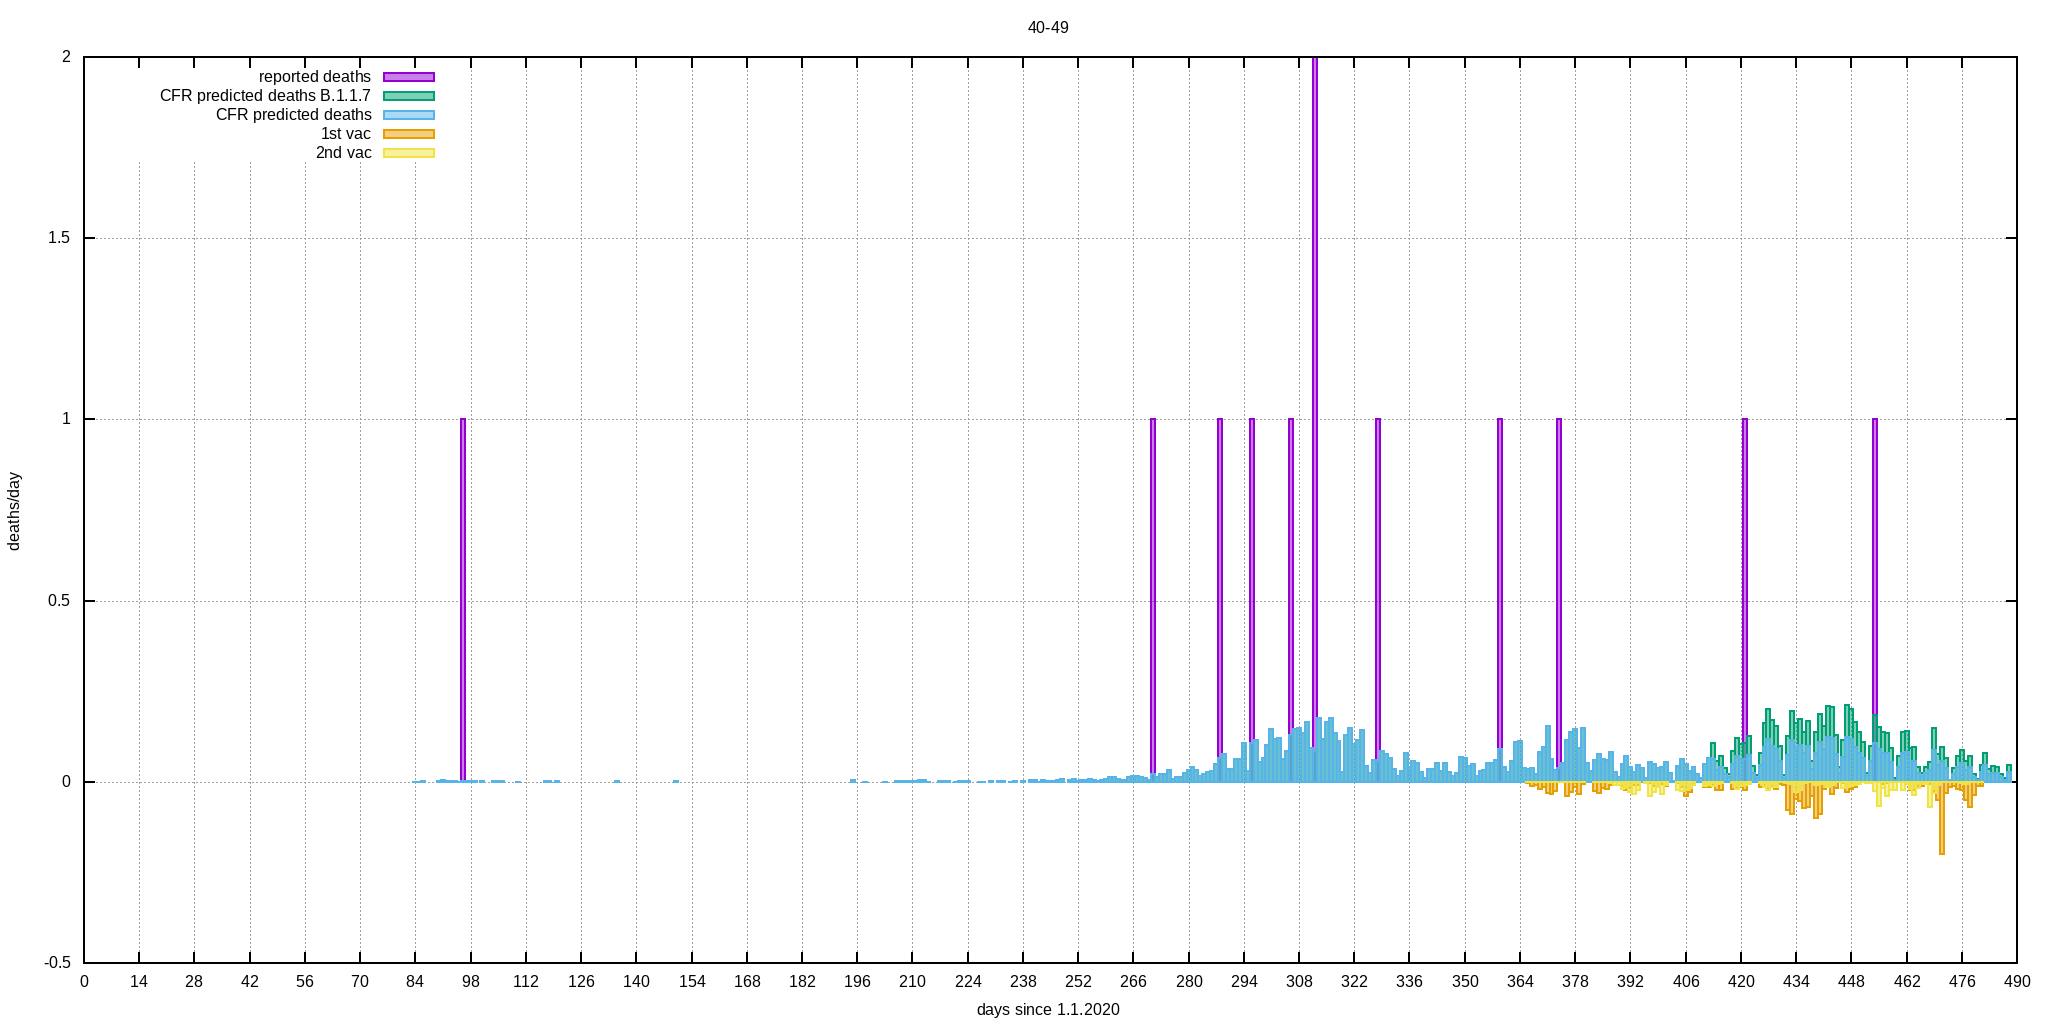 40-49
reported deaths
CFR predicted deaths B.1.1.7
CFR predicted deaths
1st vac
2nd vac
2
1.5
1
0.5
0
-0.5
deaths/day
0 14 28 42 56 70 84 98 112 126 140 154 168 182 196 210 224 238 252 266 280 294 308 322 336 350 364 378 392 406 420 434 448 462 476 490
days since 1.1.2020